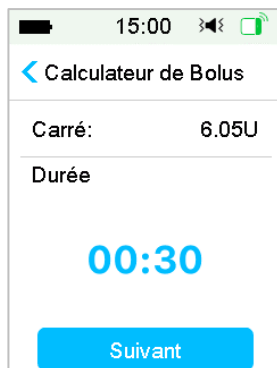 15:00
Calculateur de Bolus
Carré: 6.05U
Durée
00:30
Suivant